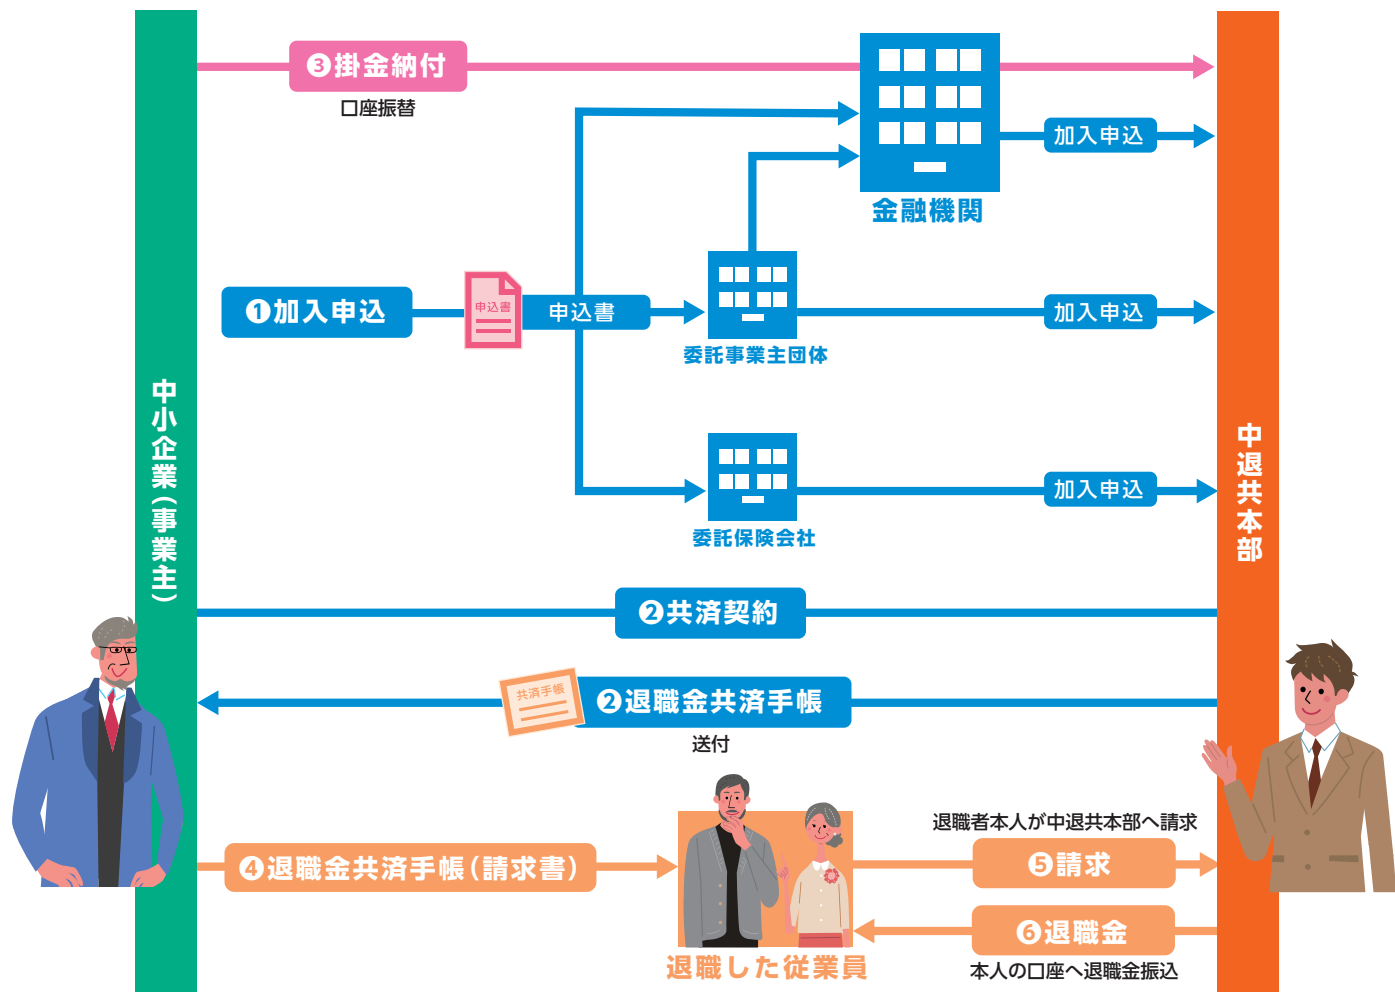 ❸掛金納付
口座振替
金融機関
加入申込
❶加入申込
申込書
申込書
委託事業主団体
加入申込
委託保険会社
加入申込
中小企業(事業主)
中退共本部
❷共済契約
共済手帳
❷退職金共済手帳
送付
❹退職金共済手帳(請求書)
退職した従業員
退職者本人が中退共本部へ請求
❺請求
❻退職金
本人の口座へ退職金振込